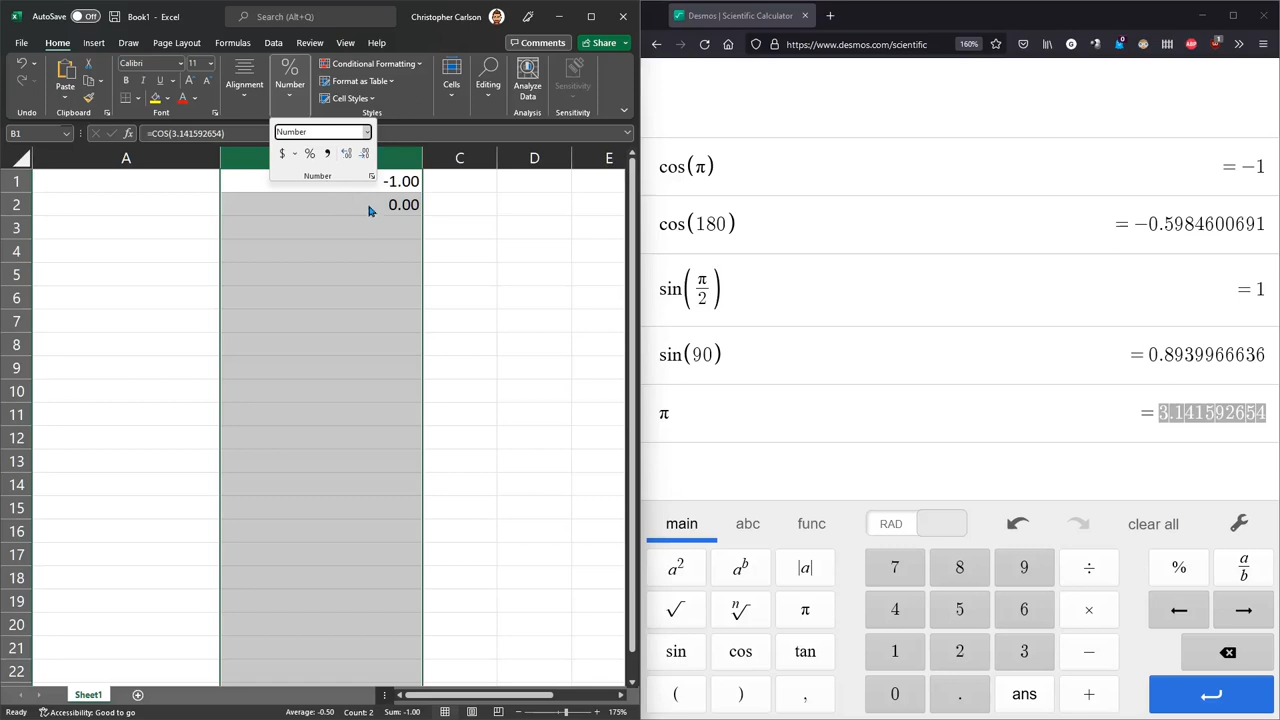 AutoSave Off Book1 - Excel Search (Alt+Q) Christopher Carlson
File Home Insert Draw Page Layout Formulas Data Review View Help Comments Share
Undo
Paste
Clipboard
Calibri 11
B I U
Font
Alignment
%
Number
Conditional Formatting
Format as Table
Cell Styles
Styles
Cells
Editing
Analyze
Data
Analysis
Sensitivity
Sensitivity
B1 fx =COS(3.141592654)
Number
$ % ,
Number
A C D E
1 -1.00
2 0.00
3
4
5
6
7
8
9
10
11
12
13
14
15
16
17
18
19
20
21
22
Sheet1
Ready Accessibility: Good to go Average: -0.50 Count: 2 Sum: -1.00 175%
Desmos | Scientific Calculator
https://www.desmos.com/scientific 160%
cos(π) = −1
cos(180) = −0.5984600691
sin(π/2) = 1
sin(90) = 0.8939966636
π = 3.141592654
main abc func RAD clear all
a² aᵇ |a| 7 8 9 ÷ % a/b
√ ⁿ√ π 4 5 6 × ← →
sin cos tan 1 2 3 −
( ) , 0 . ans +